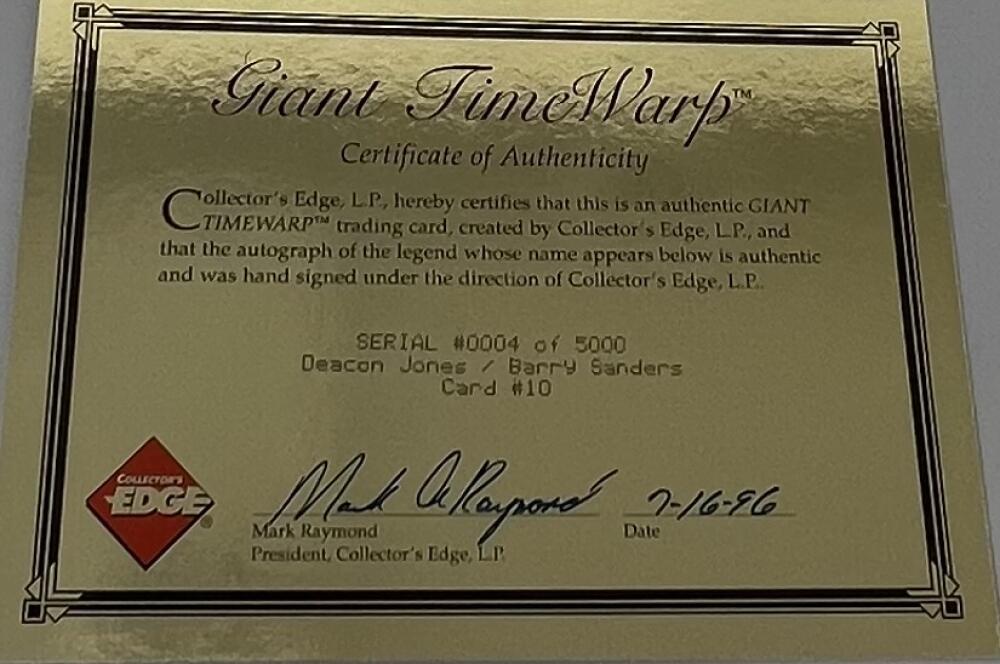 Giant TimeWarp™
Certificate of Authenticity
Collector's Edge, L.P., hereby certifies that this is an authentic GIANT
TIMEWARP™ trading card, created by Collector's Edge, L.P., and
that the autograph of the legend whose name appears below is authentic
and was hand signed under the direction of Collector's Edge, L.P..
SERIAL #0004 of 5000
Deacon Jones / Barry Sanders
Card #10
COLLECTOR'S
EDGE®
Mark A Raymond 7-16-96
Mark Raymond Date
President, Collector's Edge, L.P.